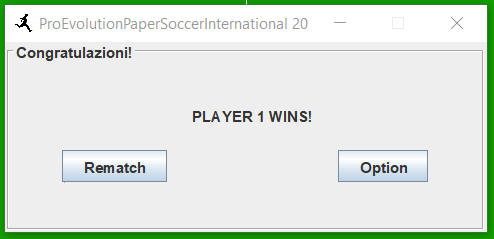 ProEvolutionPaperSoccerInternational 20
Congratulazioni!
PLAYER 1 WINS!
Rematch
Option